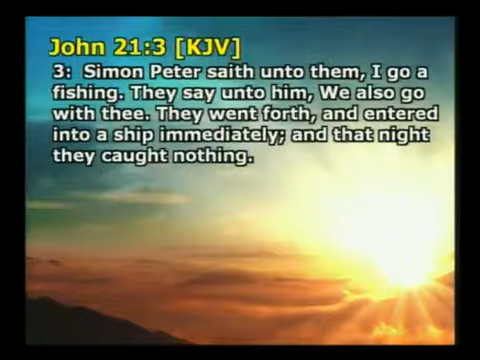 John 21:3 [KJV]
3: Simon Peter saith unto them, I go a
fishing. They say unto him, We also go
with thee. They went forth, and entered
into a ship immediately; and that night
they caught nothing.